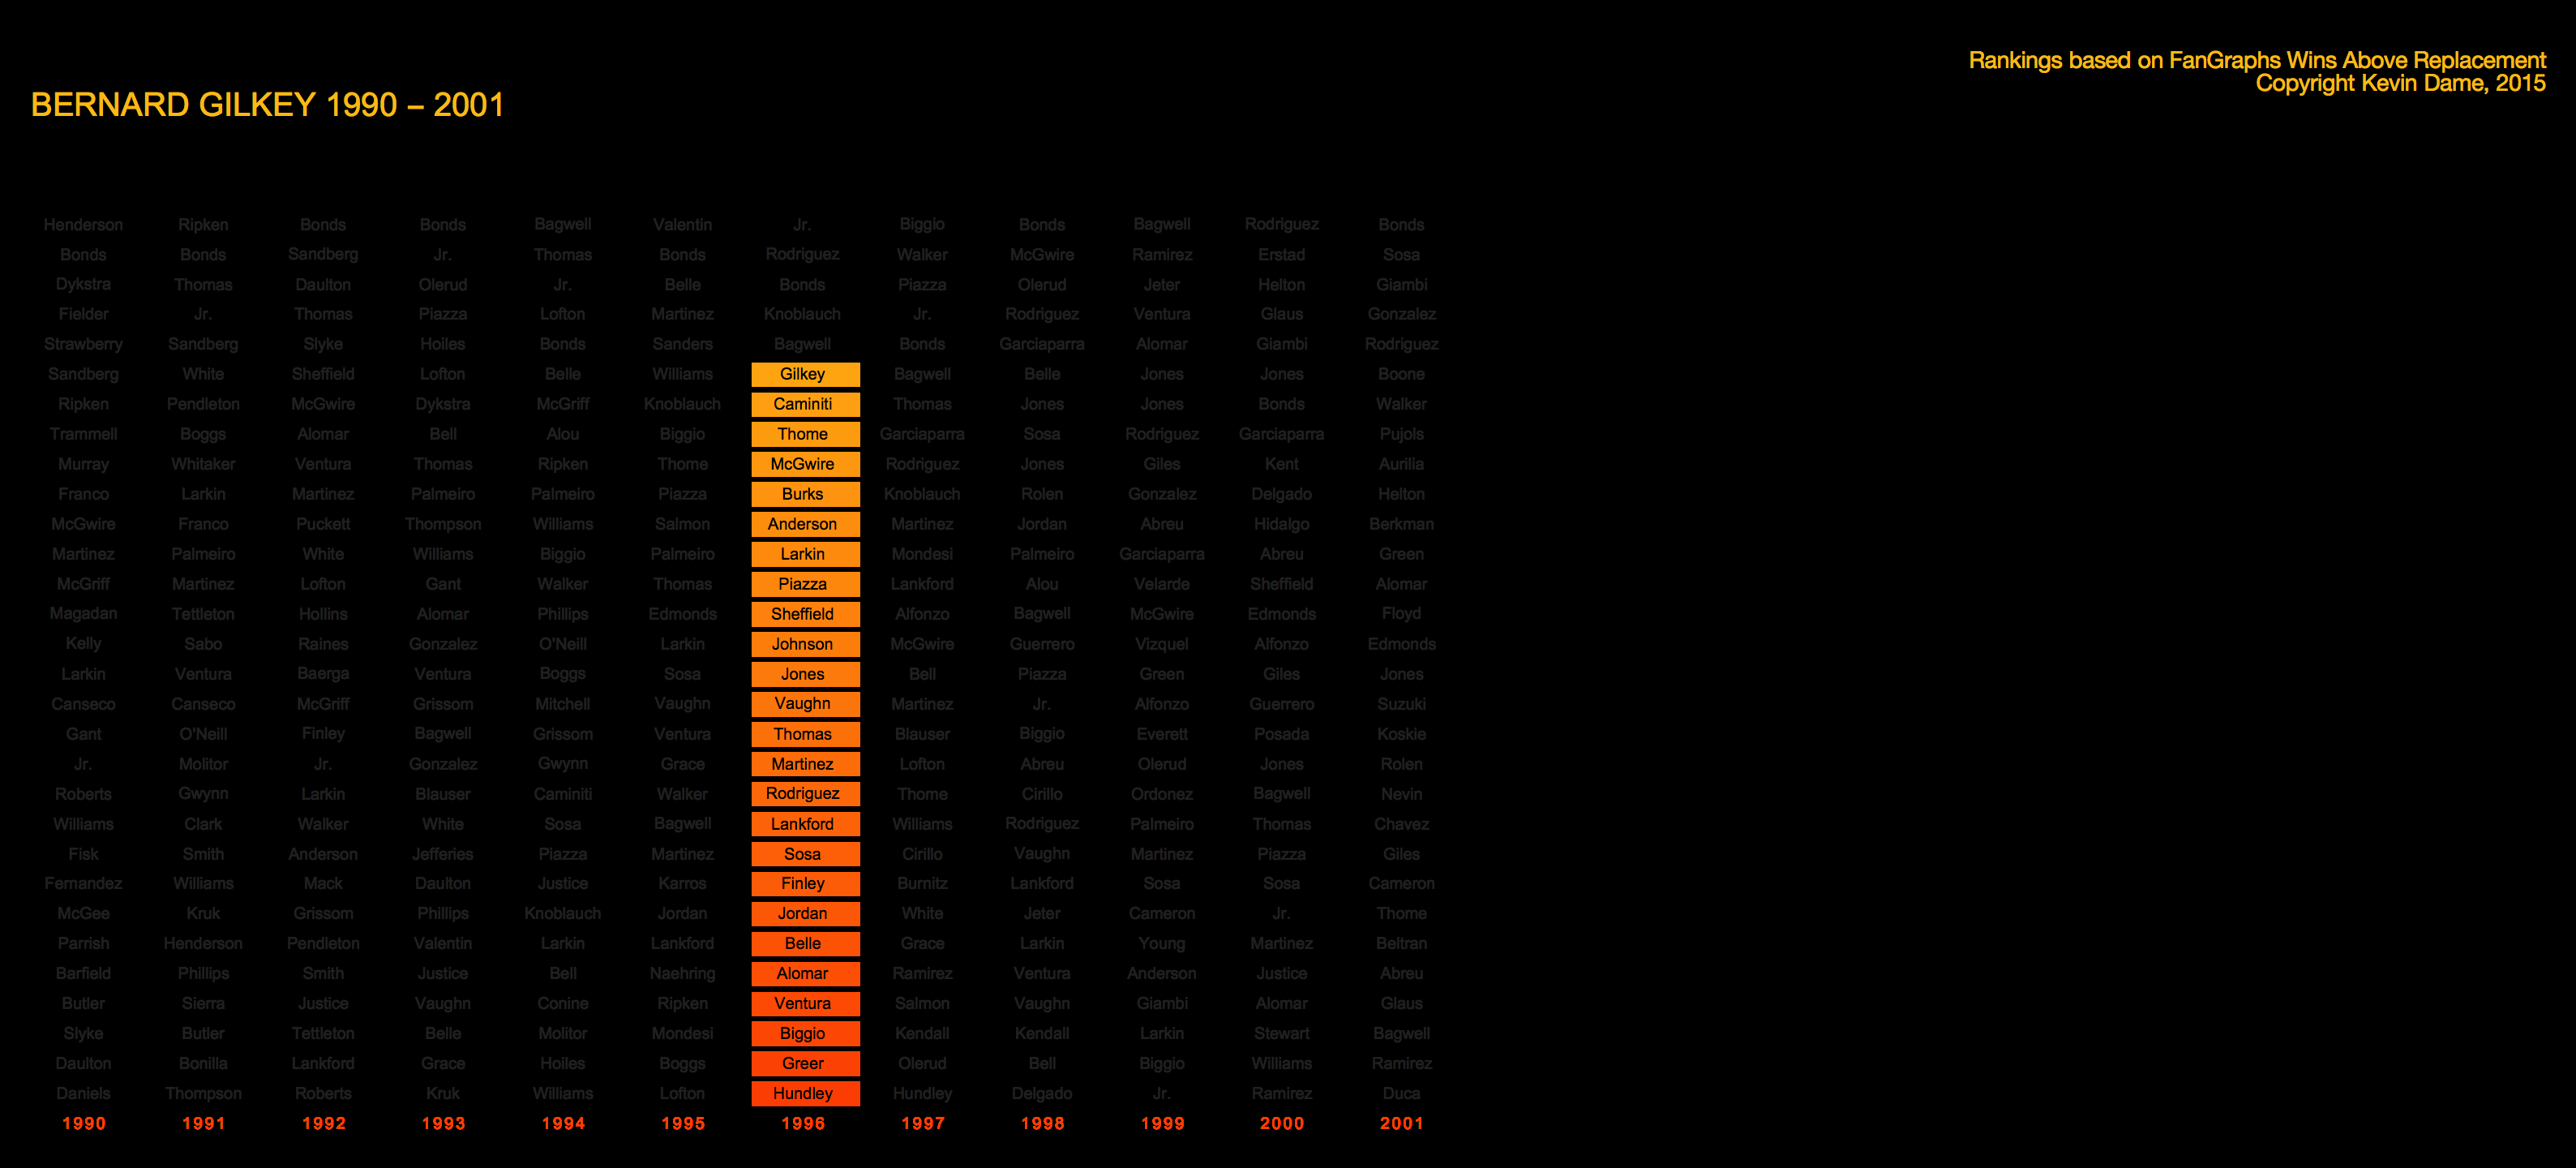 Rankings based on FanGraphs Wins Above Replacement
Copyright Kevin Dame, 2015
BERNARD GILKEY 1990 – 2001
Henderson Ripken Bonds Bonds Bagwell Valentin Jr. Biggio Bonds Bagwell Rodriguez Bonds
Bonds Bonds Sandberg Jr. Thomas Bonds Rodriguez Walker McGwire Ramirez Erstad Sosa
Dykstra Thomas Daulton Olerud Jr. Belle Bonds Piazza Olerud Jeter Helton Giambi
Fielder Jr. Thomas Piazza Lofton Martinez Knoblauch Jr. Rodriguez Ventura Glaus Gonzalez
Strawberry Sandberg Slyke Hoiles Bonds Sanders Bagwell Bonds Garciaparra Alomar Giambi Rodriguez
Sandberg White Sheffield Lofton Belle Williams Gilkey Bagwell Belle Jones Jones Boone
Ripken Pendleton McGwire Dykstra McGriff Knoblauch Caminiti Thomas Jones Jones Bonds Walker
Trammell Boggs Alomar Bell Alou Biggio Thome Garciaparra Sosa Rodriguez Garciaparra Pujols
Murray Whitaker Ventura Thomas Ripken Thome McGwire Rodriguez Jones Giles Kent Aurilia
Franco Larkin Martinez Palmeiro Palmeiro Piazza Burks Knoblauch Rolen Gonzalez Delgado Helton
McGwire Franco Puckett Thompson Williams Salmon Anderson Martinez Jordan Abreu Hidalgo Berkman
Martinez Palmeiro White Williams Biggio Palmeiro Larkin Mondesi Palmeiro Garciaparra Abreu Green
McGriff Martinez Lofton Gant Walker Thomas Piazza Lankford Alou Velarde Sheffield Alomar
Magadan Tettleton Hollins Alomar Phillips Edmonds Sheffield Alfonzo Bagwell McGwire Edmonds Floyd
Kelly Sabo Raines Gonzalez O'Neill Larkin Johnson McGwire Guerrero Vizquel Alfonzo Edmonds
Larkin Ventura Baerga Ventura Boggs Sosa Jones Bell Piazza Green Giles Jones
Canseco Canseco McGriff Grissom Mitchell Vaughn Vaughn Martinez Jr. Alfonzo Guerrero Suzuki
Gant O'Neill Finley Bagwell Grissom Ventura Thomas Blauser Biggio Everett Posada Koskie
Jr. Molitor Jr. Gonzalez Gwynn Grace Martinez Lofton Abreu Olerud Jones Rolen
Roberts Gwynn Larkin Blauser Caminiti Walker Rodriguez Thome Cirillo Ordonez Bagwell Nevin
Williams Clark Walker White Sosa Bagwell Lankford Williams Rodriguez Palmeiro Thomas Chavez
Fisk Smith Anderson Jefferies Piazza Martinez Sosa Cirillo Vaughn Martinez Piazza Giles
Fernandez Williams Mack Daulton Justice Karros Finley Burnitz Lankford Sosa Sosa Cameron
McGee Kruk Grissom Phillips Knoblauch Jordan Jordan White Jeter Cameron Jr. Thome
Parrish Henderson Pendleton Valentin Larkin Lankford Belle Grace Larkin Young Martinez Beltran
Barfield Phillips Smith Justice Bell Naehring Alomar Ramirez Ventura Anderson Justice Abreu
Butler Sierra Justice Vaughn Conine Ripken Ventura Salmon Vaughn Giambi Alomar Glaus
Slyke Butler Tettleton Belle Molitor Mondesi Biggio Kendall Kendall Larkin Stewart Bagwell
Daulton Bonilla Lankford Grace Hoiles Boggs Greer Olerud Bell Biggio Williams Ramirez
Daniels Thompson Roberts Kruk Williams Lofton Hundley Hundley Delgado Jr. Ramirez Duca
1990 1991 1992 1993 1994 1995 1996 1997 1998 1999 2000 2001